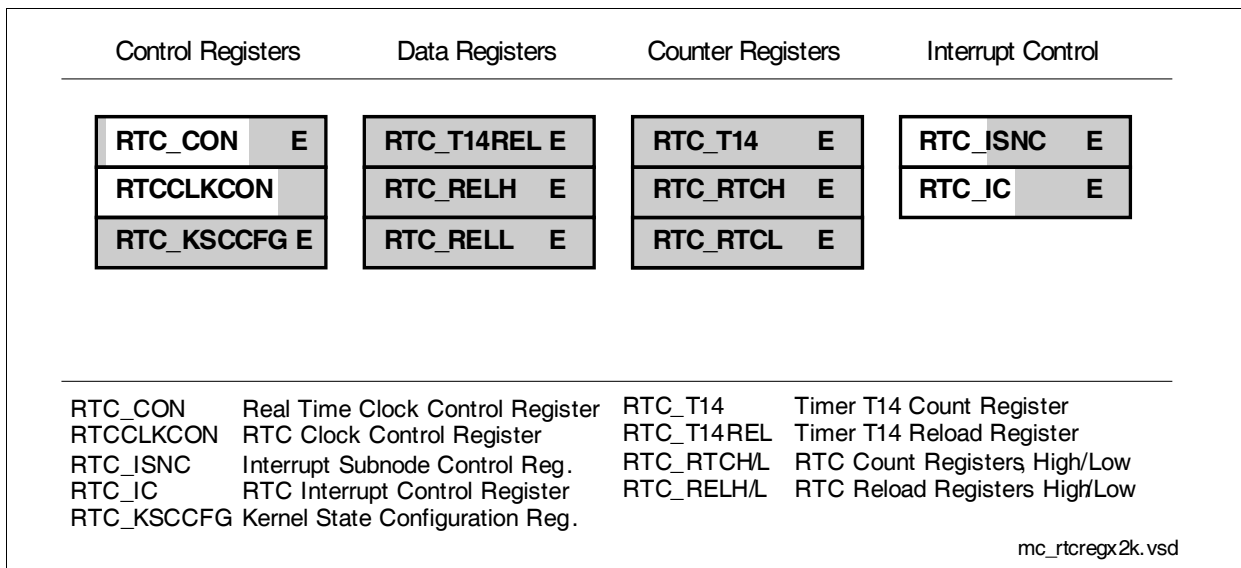 Control Registers Data Registers Counter Registers Interrupt Control
RTC_CON E RTC_T14REL E RTC_T14 E RTC_ISNC E
RTCCLKCON RTC_RELH E RTC_RTCH E RTC_IC E
RTC_KSCCFG E RTC_RELL E RTC_RTCL E
RTC_CON Real Time Clock Control Register RTC_T14 Timer T14 Count Register
RTCCLKCON RTC Clock Control Register RTC_T14REL Timer T14 Reload Register
RTC_ISNC Interrupt Subnode Control Reg. RTC_RTCH/L RTC Count Registers, High/Low
RTC_IC RTC Interrupt Control Register RTC_RELH/L RTC Reload Registers High/Low
RTC_KSCCFG Kernel State Configuration Reg.
mc_rtcregx2k.vsd